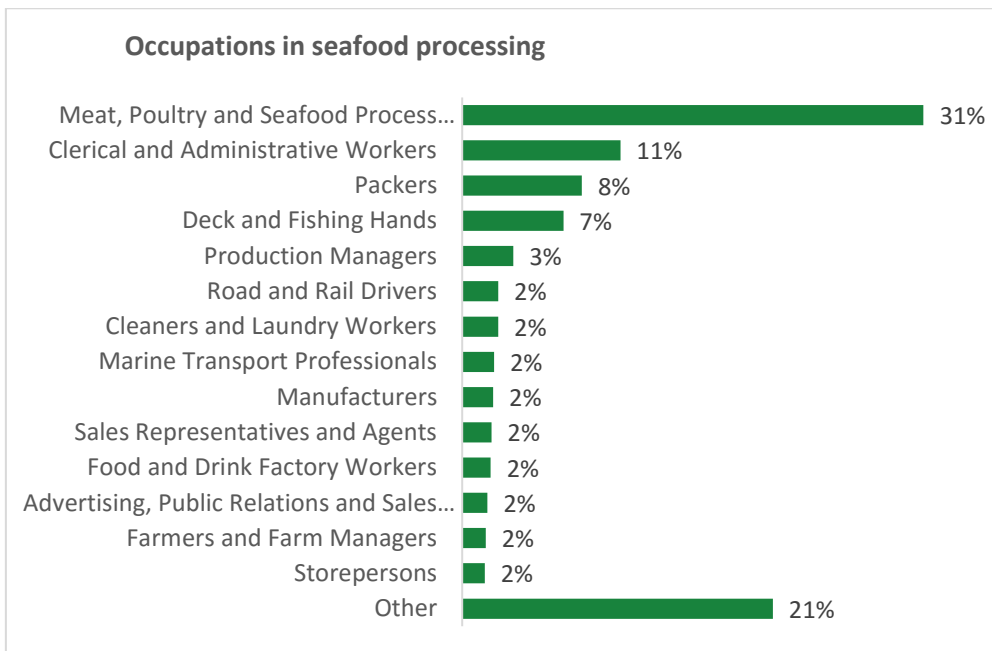 Occupations in seafood processing
Meat, Poultry and Seafood Process... 31%
Clerical and Administrative Workers 11%
Packers 8%
Deck and Fishing Hands 7%
Production Managers 3%
Road and Rail Drivers 2%
Cleaners and Laundry Workers 2%
Marine Transport Professionals 2%
Manufacturers 2%
Sales Representatives and Agents 2%
Food and Drink Factory Workers 2%
Advertising, Public Relations and Sales... 2%
Farmers and Farm Managers 2%
Storepersons 2%
Other 21%